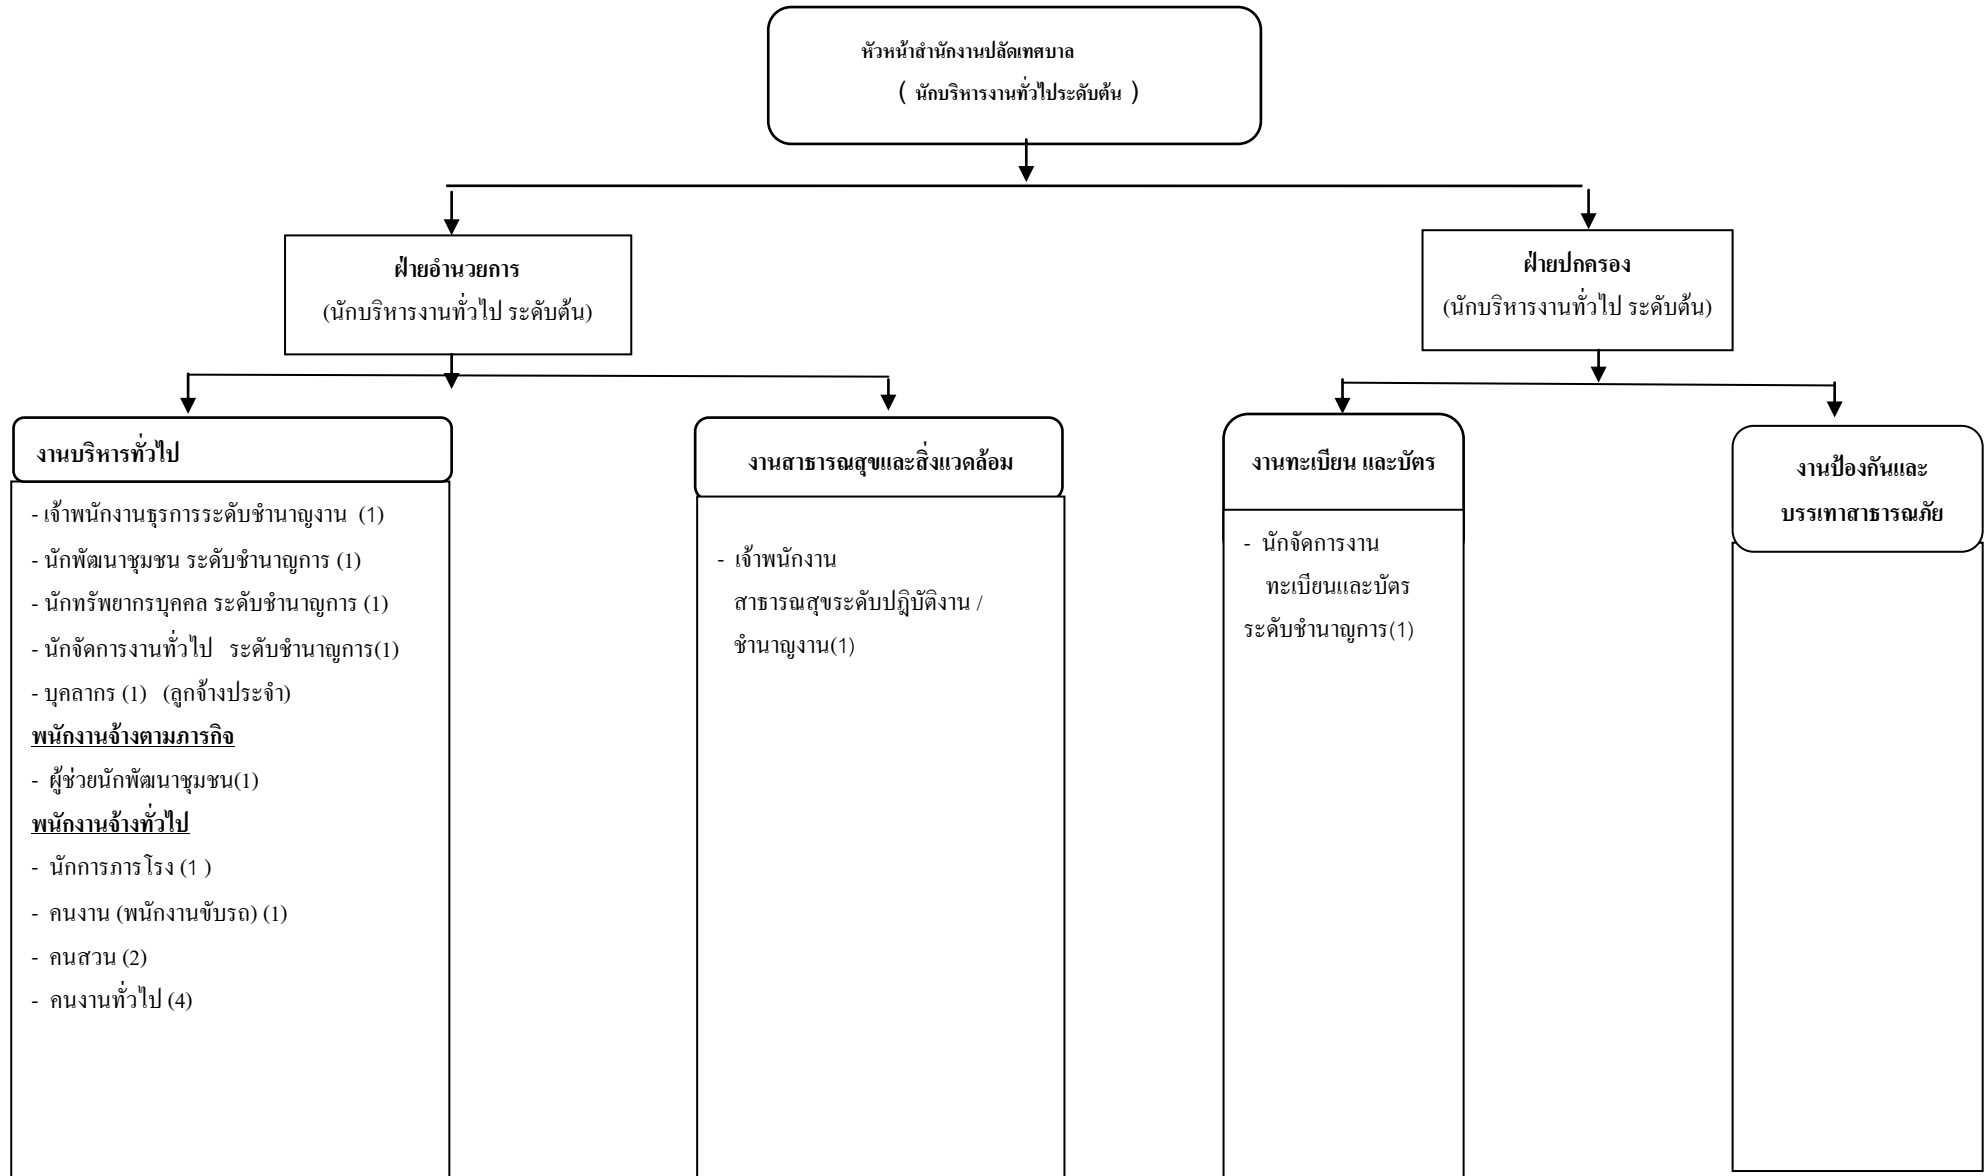 หัวหน้าสำนักงานปลัดเทศบาล
( นักบริหารงานทั่วไประดับต้น )
ฝ่ายอำนวยการ
(นักบริหารงานทั่วไป ระดับต้น)
ฝ่ายปกครอง
(นักบริหารงานทั่วไป ระดับต้น)
งานบริหารทั่วไป
- เจ้าพนักงานธุรการระดับชำนาญงาน (1)
- นักพัฒนาชุมชน ระดับชำนาญการ (1)
- นักทรัพยากรบุคคล ระดับชำนาญการ (1)
- นักจัดการงานทั่วไป ระดับชำนาญการ(1)
- บุคลากร (1) (ลูกจ้างประจำ)
พนักงานจ้างตามภารกิจ
- ผู้ช่วยนักพัฒนาชุมชน(1)
พนักงานจ้างทั่วไป
- นักการภารโรง (1 )
- คนงาน (พนักงานขับรถ) (1)
- คนสวน (2)
- คนงานทั่วไป (4)
งานสาธารณสุขและสิ่งแวดล้อม
- เจ้าพนักงาน
สาธารณสุขระดับปฎิบัติงาน /
ชำนาญงาน(1)
งานทะเบียน และบัตร
- นักจัดการงาน
ทะเบียนและบัตร
ระดับชำนาญการ(1)
งานป้องกันและ
บรรเทาสาธารณภัย